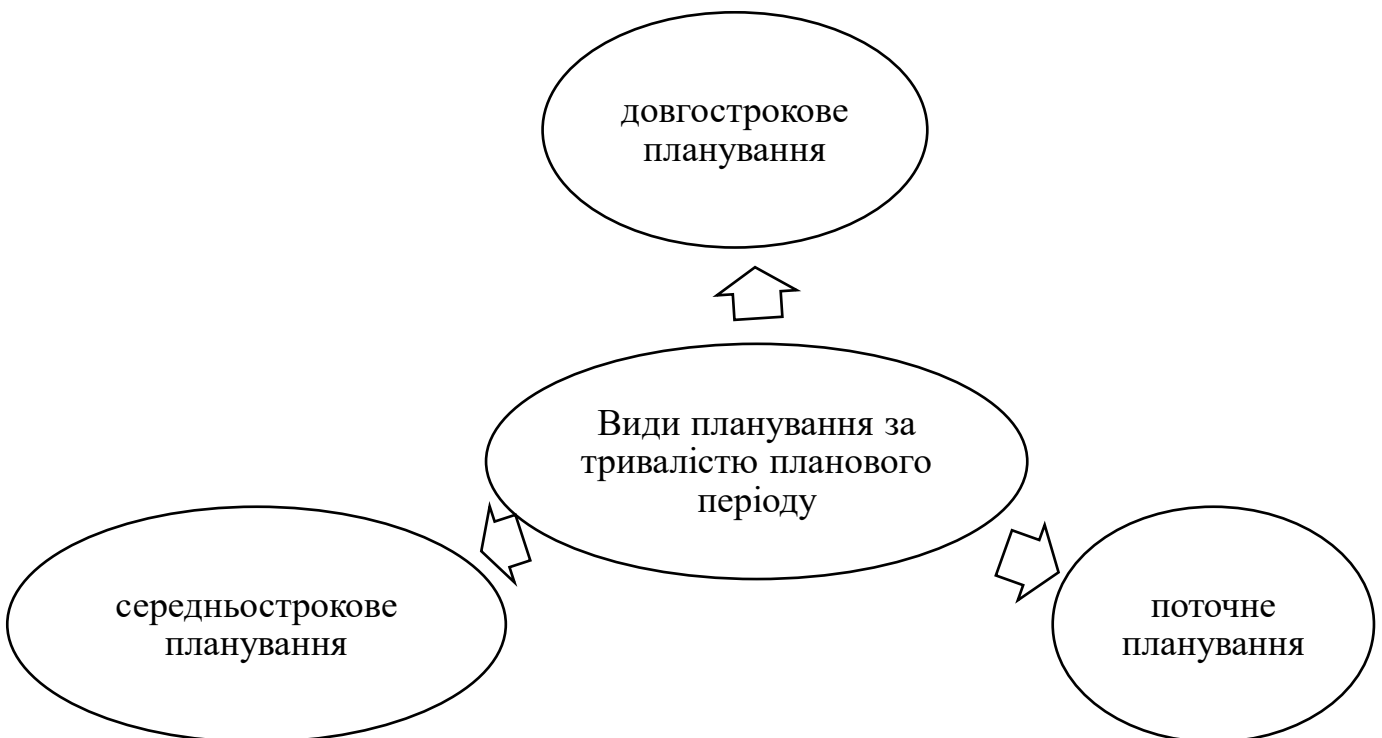 довгострокове
планування
Види планування за
тривалістю планового
періоду
середньострокове
планування
поточне
планування